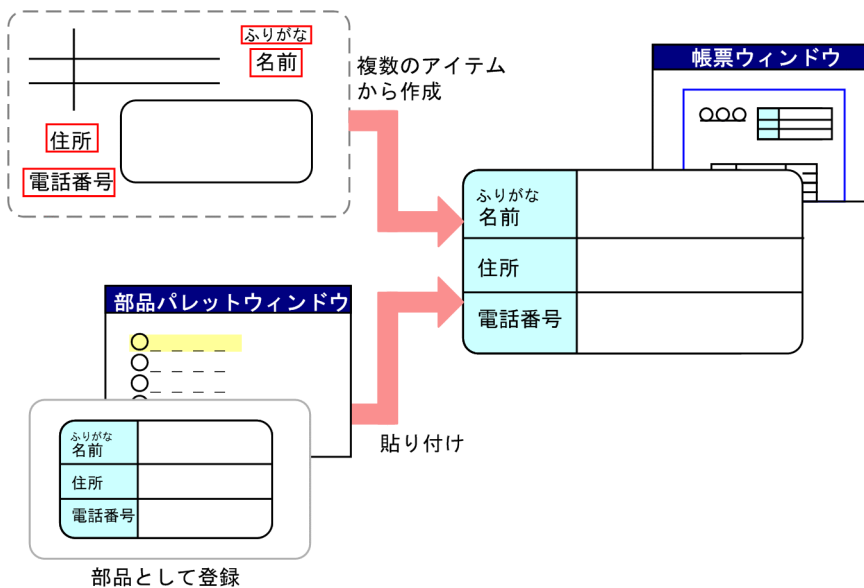 ふりがな
名前
住所
電話番号
複数のアイテム
から作成
帳票ウィンドウ
ふりがな
名前
住所
電話番号
部品パレットウィンドウ
ふりがな
名前
住所
電話番号
貼り付け
部品として登録